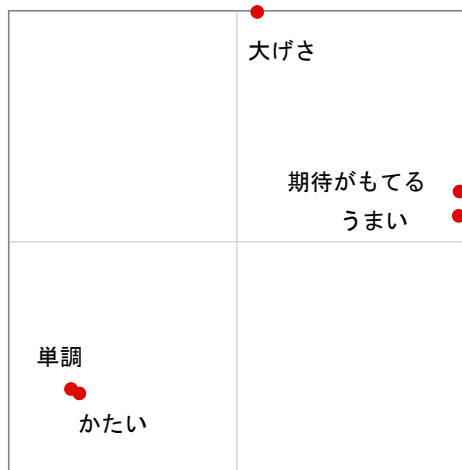 大げさ
期待がもてる
うまい
単調
かたい